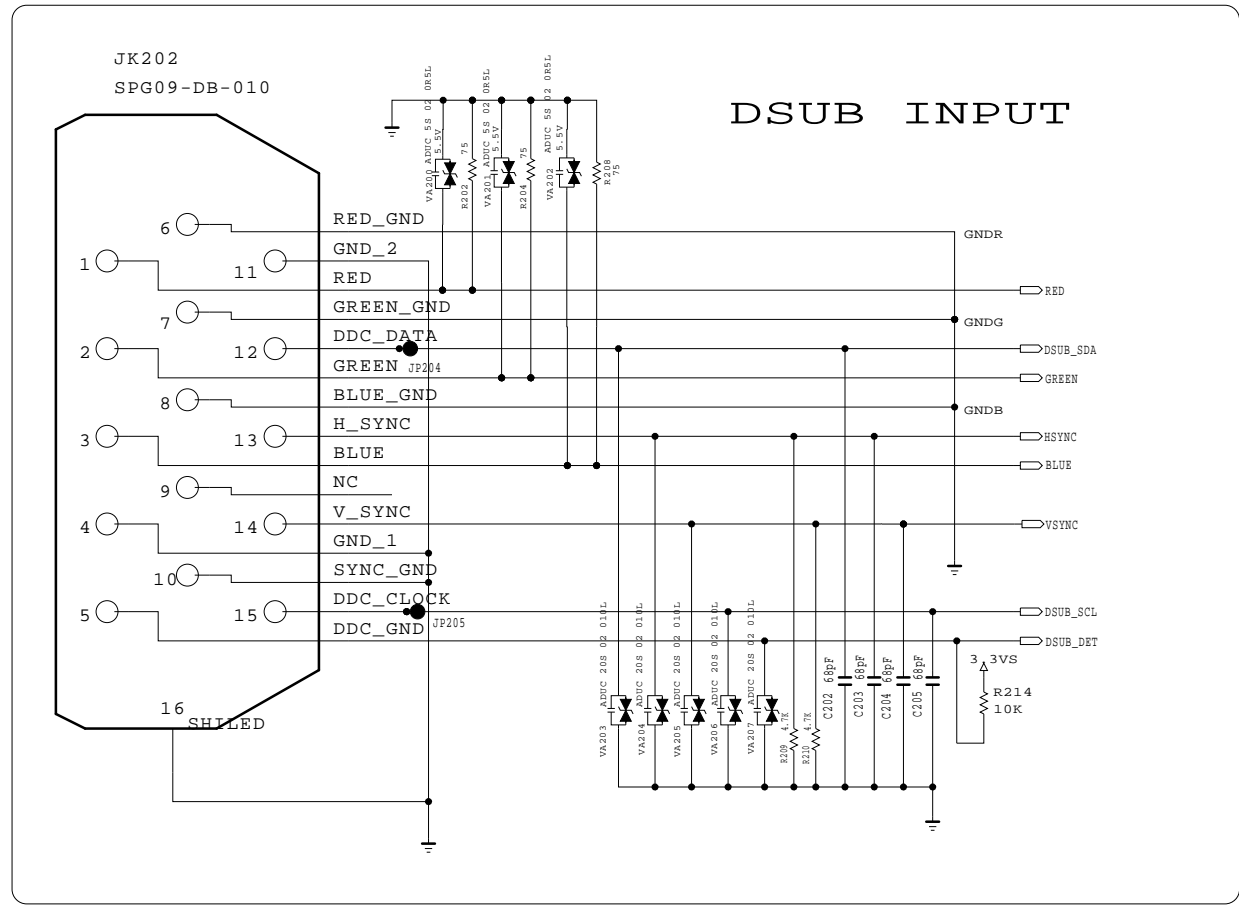 JK202
SPG09-DB-010
DSUB INPUT
VA200 ADUC 5S 02 0R5L
5.5V
R202 75
VA201 ADUC 5S 02 0R5L
5.5V
R204 75
VA202 ADUC 5S 02 0R5L
5.5V
R208
75
6
RED_GND
GNDR
1
11
GND_2
RED
RED
7
GREEN_GND
GNDG
2
12
DDC_DATA
JP204
DSUB_SDA
GREEN
GREEN
8
BLUE_GND
GNDB
3
13
H_SYNC
HSYNC
BLUE
BLUE
9
NC
4
14
V_SYNC
VSYNC
GND_1
10
SYNC_GND
5
15
DDC_CLOCK
JP205
DSUB_SCL
DDC_GND
DSUB_DET
VA203 ADUC 20S 02 010L
VA204 ADUC 20S 02 010L
VA205 ADUC 20S 02 010L
VA206 ADUC 20S 02 010L
VA207 ADUC 20S 02 010L
R209 4.7K
R210 4.7K
C202 68pF
C203 68pF
C204 68pF
C205 68pF
3.3VS
R214
10K
16
SHILED